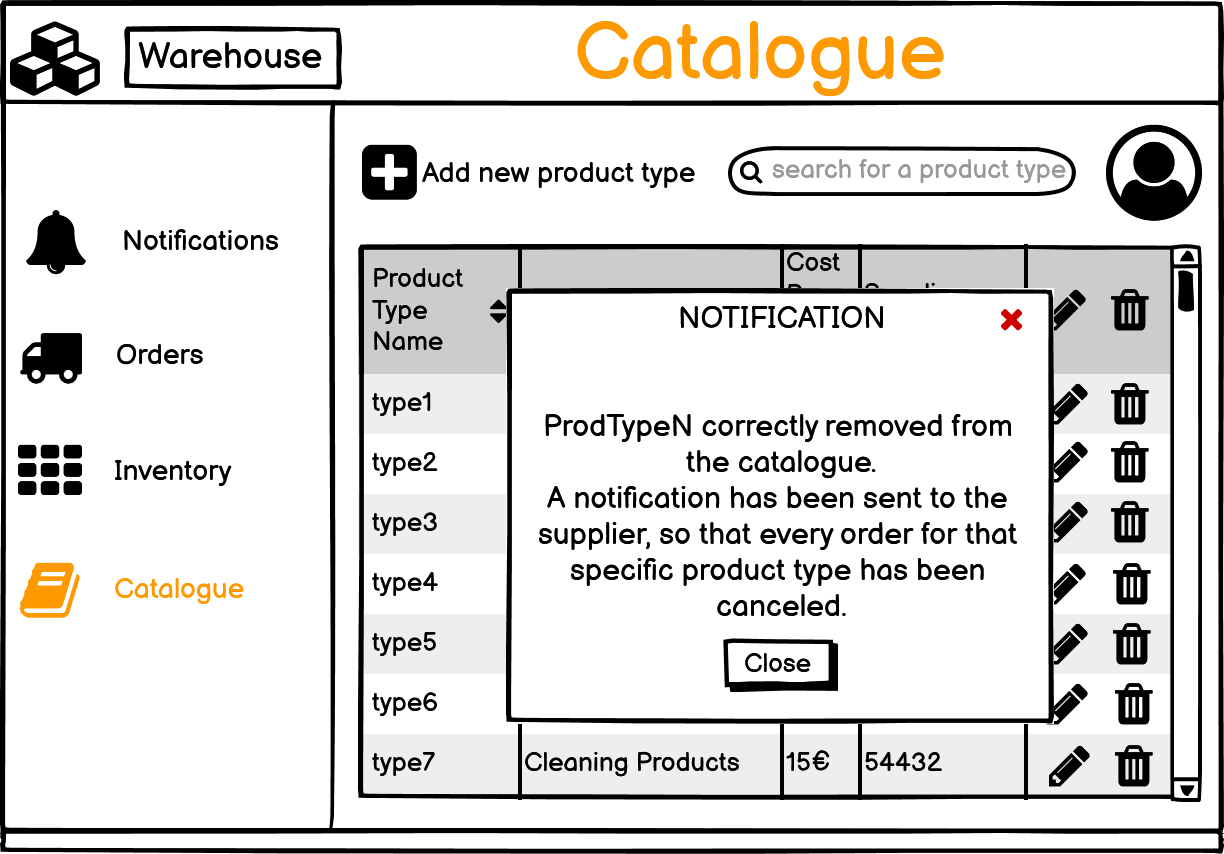 Warehouse
Catalogue
Add new product type
search for a product type
Notifications
Orders
Inventory
Catalogue
Product
Type
Name
Cost
NOTIFICATION
ProdTypeN correctly removed from
the catalogue.
A notification has been sent to the
supplier, so that every order for that
specific product type has been
canceled.
Close
type1
type2
type3
type4
type5
type6
type7 Cleaning Products 15€ 54432